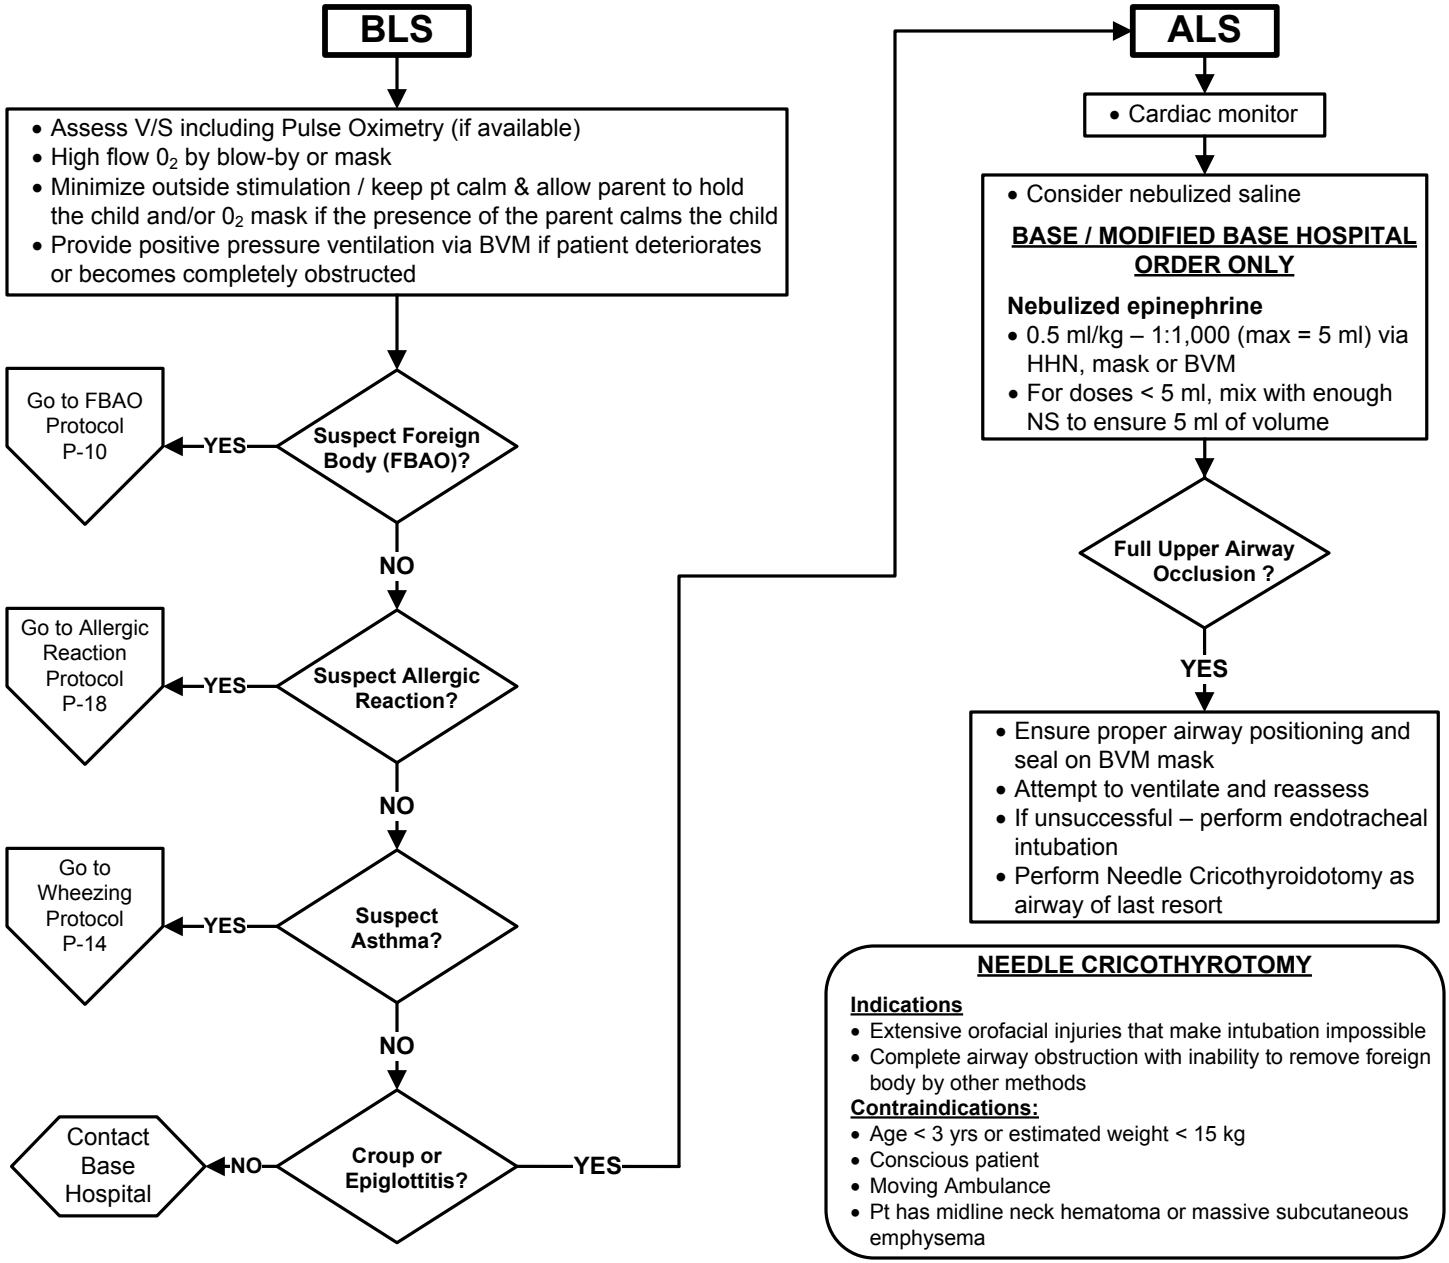 BLS
• Assess V/S including Pulse Oximetry (if available)
• High flow 0₂ by blow-by or mask
• Minimize outside stimulation / keep pt calm & allow parent to hold
the child and/or 0₂ mask if the presence of the parent calms the child
• Provide positive pressure ventilation via BVM if patient deteriorates
or becomes completely obstructed
Suspect Foreign
Body (FBAO)?
YES
Go to FBAO
Protocol
P-10
NO
Suspect Allergic
Reaction?
YES
Go to Allergic
Reaction
Protocol
P-18
NO
Suspect
Asthma?
YES
Go to
Wheezing
Protocol
P-14
NO
Croup or
Epiglottitis?
NO
Contact
Base
Hospital
YES
ALS
• Cardiac monitor
• Consider nebulized saline
BASE / MODIFIED BASE HOSPITAL
ORDER ONLY
Nebulized epinephrine
• 0.5 ml/kg – 1:1,000 (max = 5 ml) via
HHN, mask or BVM
• For doses < 5 ml, mix with enough
NS to ensure 5 ml of volume
Full Upper Airway
Occlusion ?
YES
• Ensure proper airway positioning and
seal on BVM mask
• Attempt to ventilate and reassess
• If unsuccessful – perform endotracheal
intubation
• Perform Needle Cricothyroidotomy as
airway of last resort
NEEDLE CRICOTHYROTOMY
Indications
• Extensive orofacial injuries that make intubation impossible
• Complete airway obstruction with inability to remove foreign
body by other methods
Contraindications:
• Age < 3 yrs or estimated weight < 15 kg
• Conscious patient
• Moving Ambulance
• Pt has midline neck hematoma or massive subcutaneous
emphysema